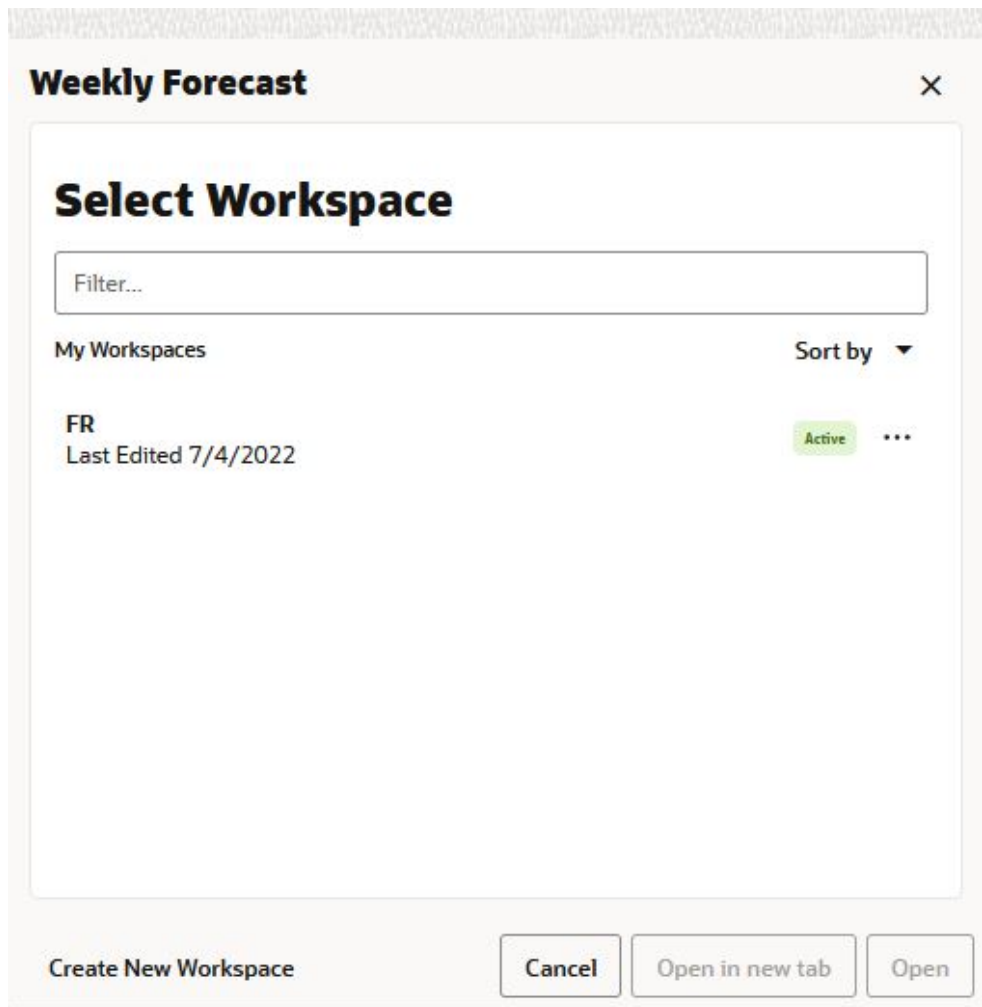 Weekly Forecast
Select Workspace
Filter...
My Workspaces Sort by
FR
Last Edited 7/4/2022
Active
Create New Workspace Cancel Open in new tab Open